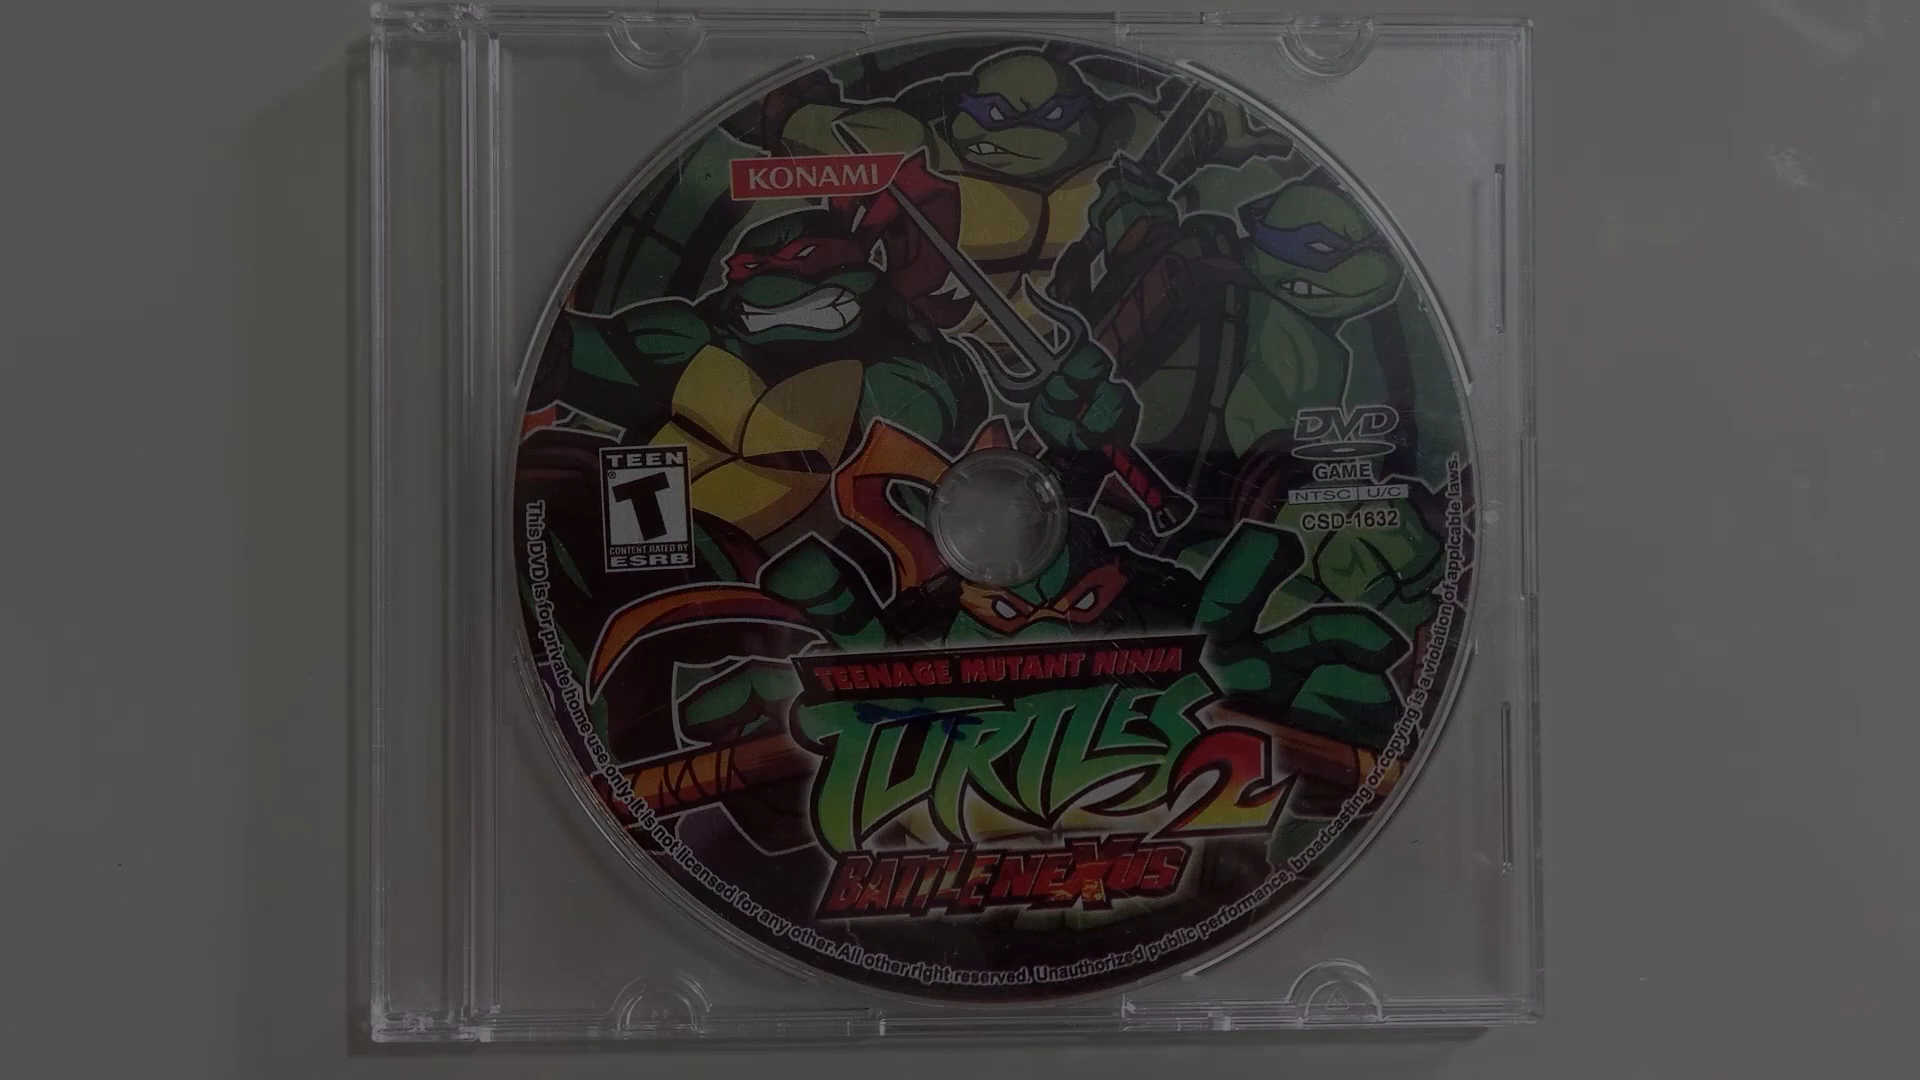 KONAMI
TEEN
T
CONTENT RATED BY
ESRB
DVD
GAME
NTSC U/C
CSD-1632
TEENAGE MUTANT NINJA
TURTLES 2
BATTLE NEXUS
This DVD is for private home use only. It is not licensed for any other. All other right reserved. Unauthorized public performance, broadcasting or copying is a violation of applcable laws.